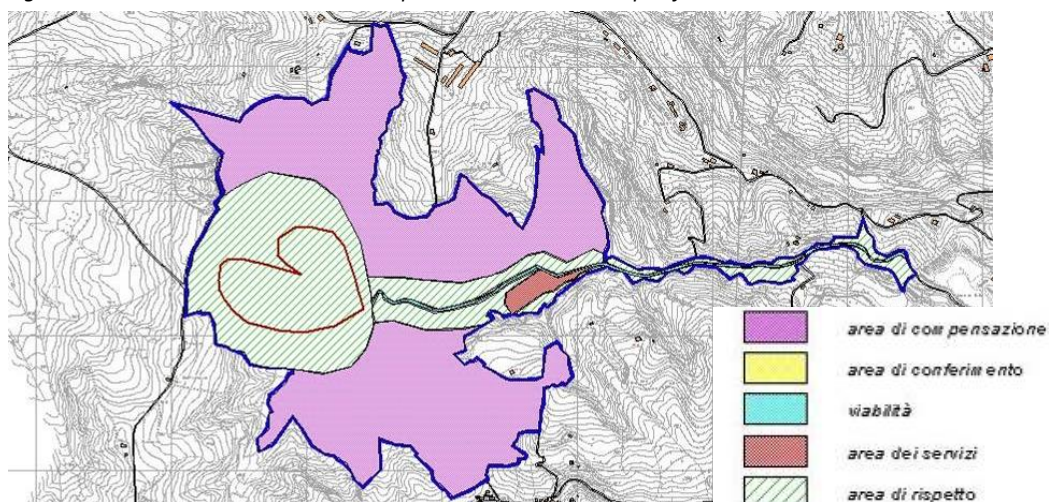 area di compensazione
area di conferimento
viabilità
area dei servizi
area di rispetto